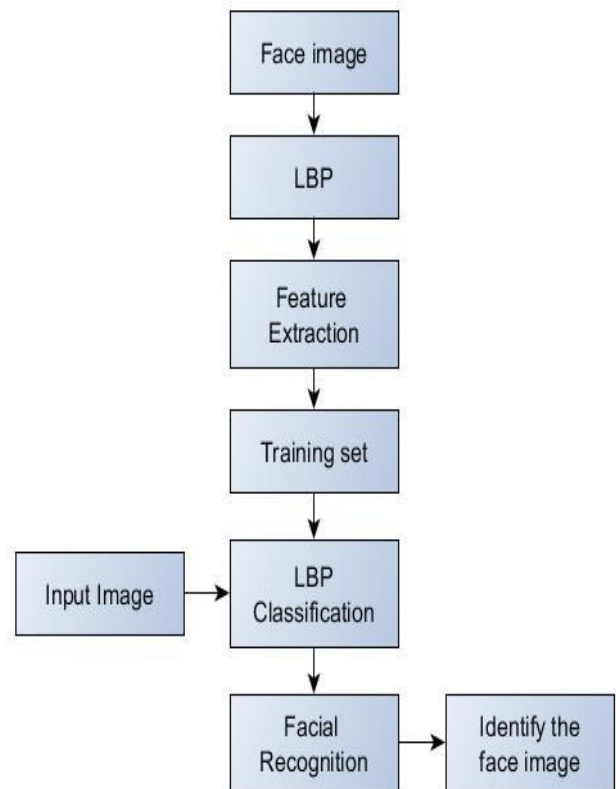 Face image
LBP
Feature
Extraction
Training set
Input Image
LBP
Classification
Facial
Recognition
Identify the
face image